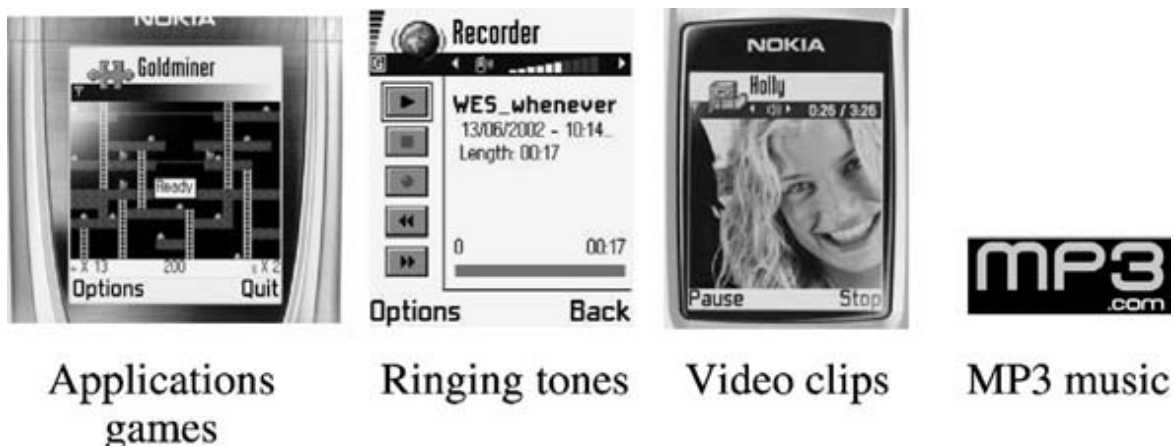 NOKIA
Goldminer
Ready
X 13 200 X 2
Options Quit
Recorder
WES_whenever
13/06/2002 - 10:14..
Length: 00:17
0 00:17
Options Back
NOKIA
Holly
0:26 / 3:26
Pause Stop
MP3
.com
Applications
games
Ringing tones
Video clips
MP3 music